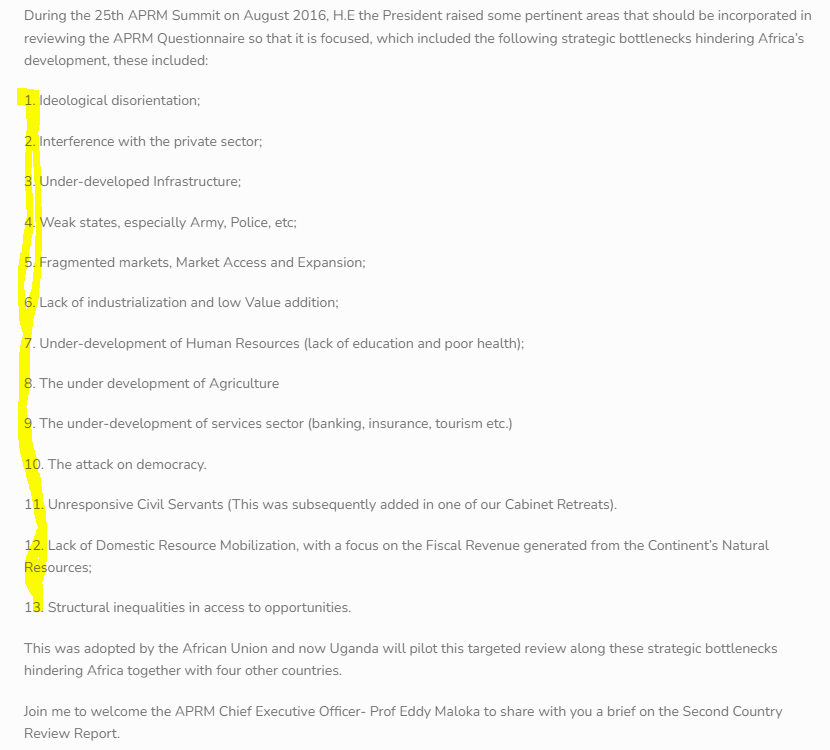 During the 25th APRM Summit on August 2016, H.E the President raised some pertinent areas that should be incorporated in
reviewing the APRM Questionnaire so that it is focused, which included the following strategic bottlenecks hindering Africa's
development, these included:
1. Ideological disorientation;
2. Interference with the private sector;
3. Under-developed Infrastructure;
4. Weak states, especially Army, Police, etc;
5. Fragmented markets, Market Access and Expansion;
6. Lack of industrialization and low Value addition;
7. Under-development of Human Resources (lack of education and poor health);
8. The under development of Agriculture
9. The under-development of services sector (banking, insurance, tourism etc.)
10. The attack on democracy.
11. Unresponsive Civil Servants (This was subsequently added in one of our Cabinet Retreats).
12. Lack of Domestic Resource Mobilization, with a focus on the Fiscal Revenue generated from the Continent's Natural
Resources;
13. Structural inequalities in access to opportunities.
This was adopted by the African Union and now Uganda will pilot this targeted review along these strategic bottlenecks
hindering Africa together with four other countries.
Join me to welcome the APRM Chief Executive Officer- Prof Eddy Maloka to share with you a brief on the Second Country
Review Report.